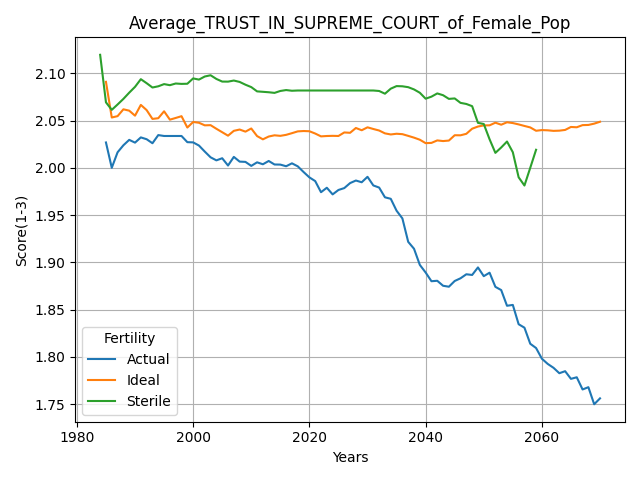 Average_TRUST_IN_SUPREME_COURT_of_Female_Pop
Score(1-3)
2.10
2.05
2.00
1.95
1.90
1.85
1.80
1.75
Fertility
Actual
Ideal
Sterile
1980 2000 2020 2040 2060
Years